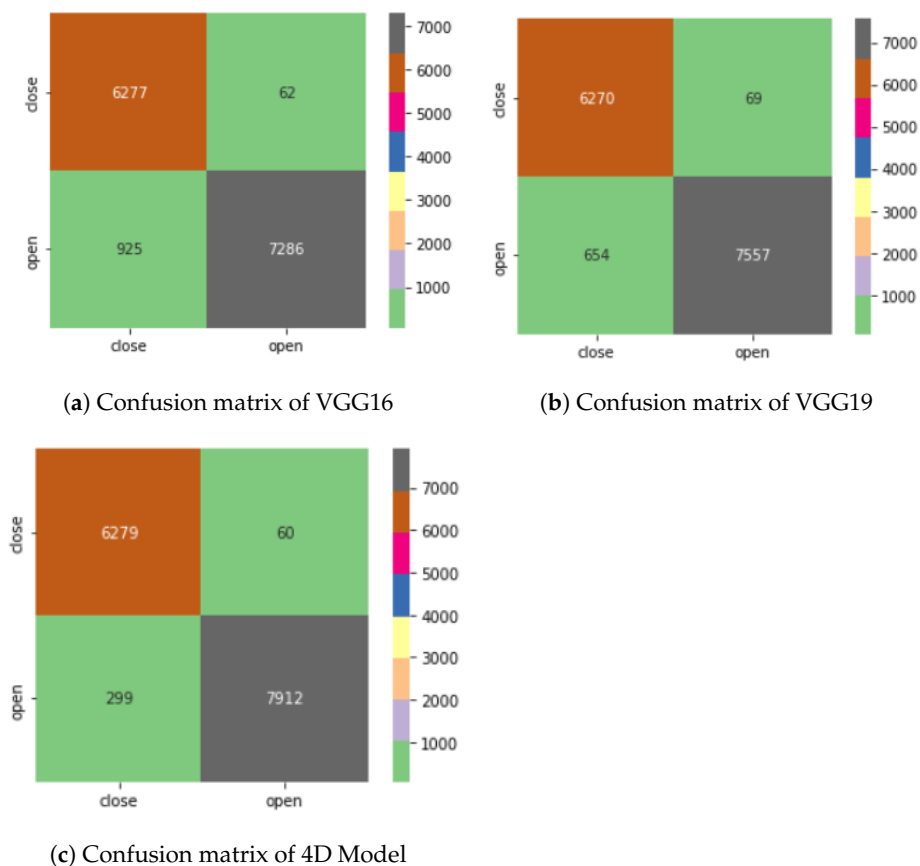 close
6277
62
open
925
7286
close
open
7000
6000
5000
4000
3000
2000
1000
(a) Confusion matrix of VGG16
close
6270
69
open
654
7557
close
open
7000
6000
5000
4000
3000
2000
1000
(b) Confusion matrix of VGG19
close
6279
60
open
299
7912
close
open
7000
6000
5000
4000
3000
2000
1000
(c) Confusion matrix of 4D Model